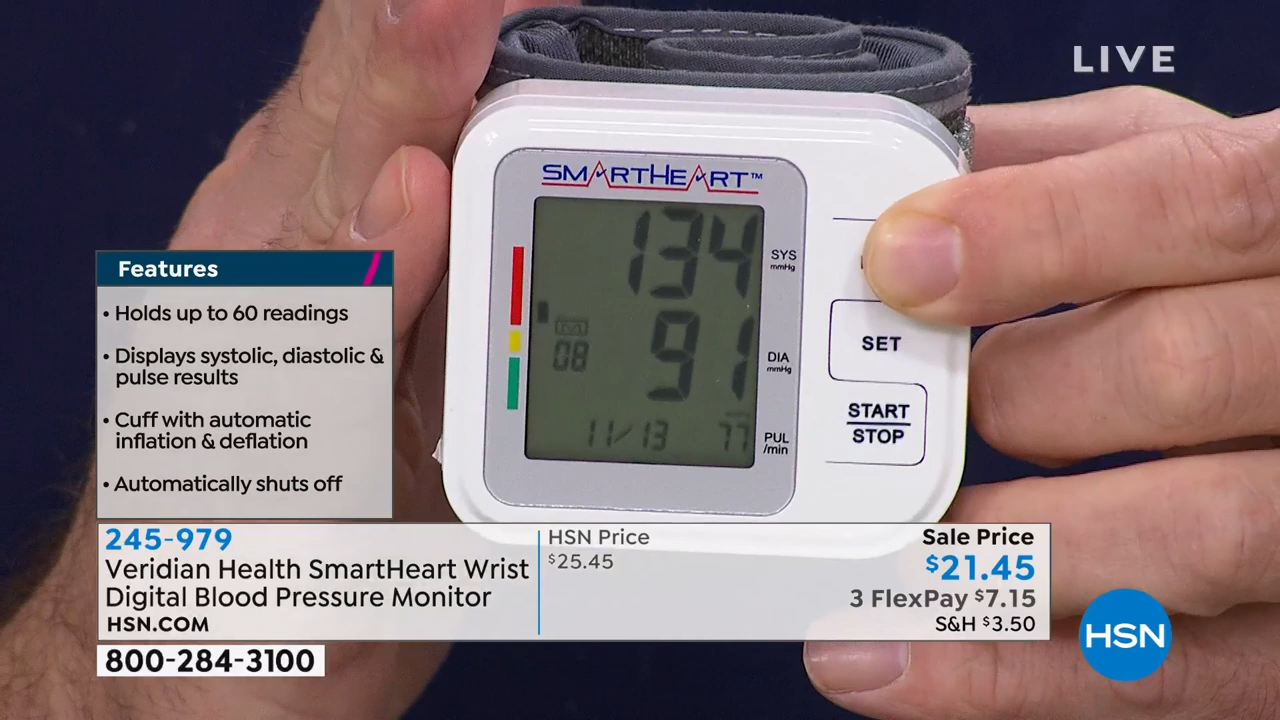 LIVE
SMARTHEART™
134
SYS
mmHg
91
DIA
mmHg
08
11/13
77
PUL
/min
SET
START
STOP
Features
• Holds up to 60 readings
• Displays systolic, diastolic &
pulse results
• Cuff with automatic
inflation & deflation
• Automatically shuts off
245-979
Veridian Health SmartHeart Wrist
Digital Blood Pressure Monitor
HSN.COM
HSN Price
$25.45
Sale Price
$21.45
3 FlexPay $7.15
S&H $3.50
800-284-3100
HSN